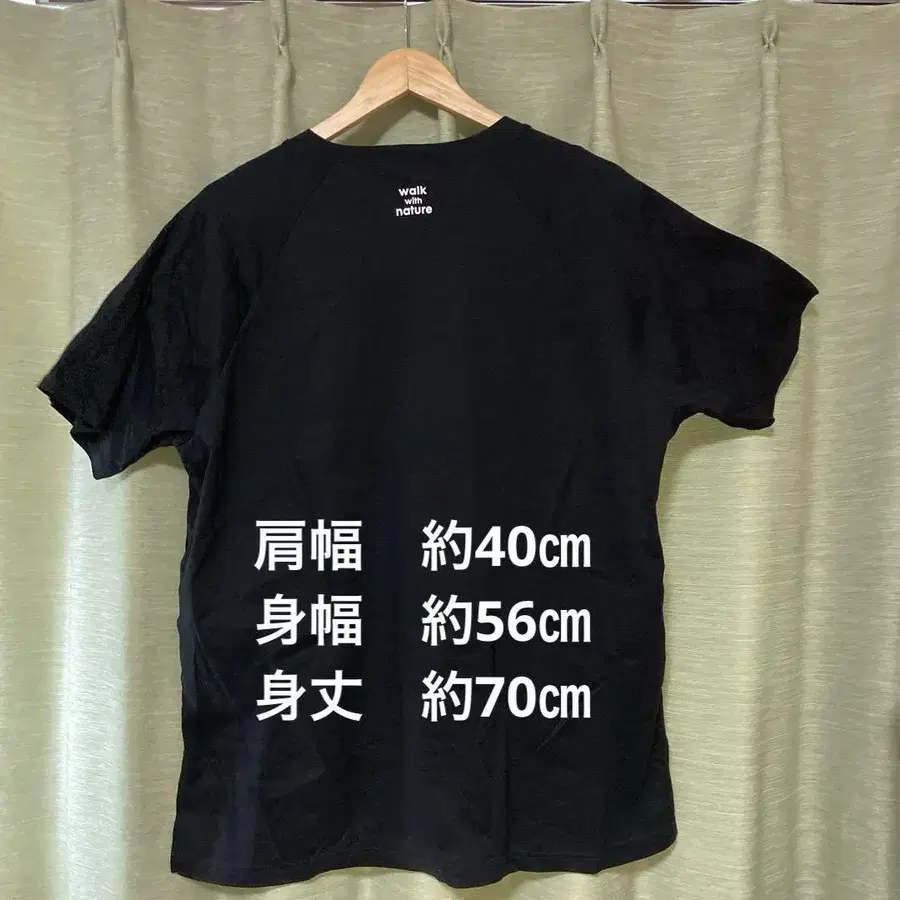 walk
with
nature
肩幅　約40㎝
身幅　約56㎝
身丈　約70㎝